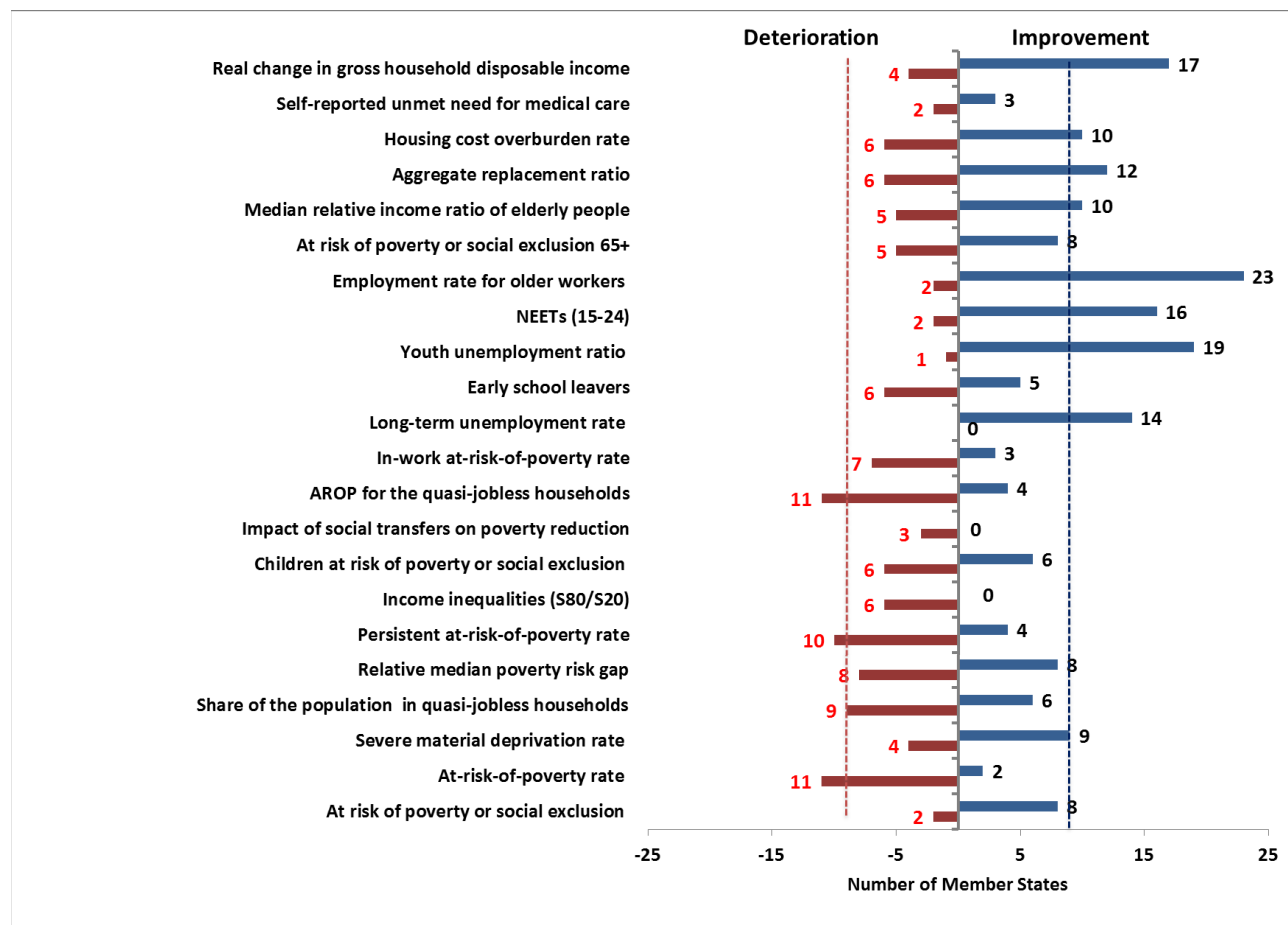 Deterioration Improvement
Real change in gross household disposable income 4 17
Self-reported unmet need for medical care 2 3
Housing cost overburden rate 6 10
Aggregate replacement ratio 6 12
Median relative income ratio of elderly people 5 10
At risk of poverty or social exclusion 65+ 5 8
Employment rate for older workers 2 23
NEETs (15-24) 2 16
Youth unemployment ratio 1 19
Early school leavers 6 5
Long-term unemployment rate 0 14
In-work at-risk-of-poverty rate 7 3
AROP for the quasi-jobless households 11 4
Impact of social transfers on poverty reduction 3 0
Children at risk of poverty or social exclusion 6 6
Income inequalities (S80/S20) 6 0
Persistent at-risk-of-poverty rate 10 4
Relative median poverty risk gap 8 8
Share of the population in quasi-jobless households 9 6
Severe material deprivation rate 4 9
At-risk-of-poverty rate 11 2
At risk of poverty or social exclusion 2 8
-25 -15 -5 5 15 25
Number of Member States